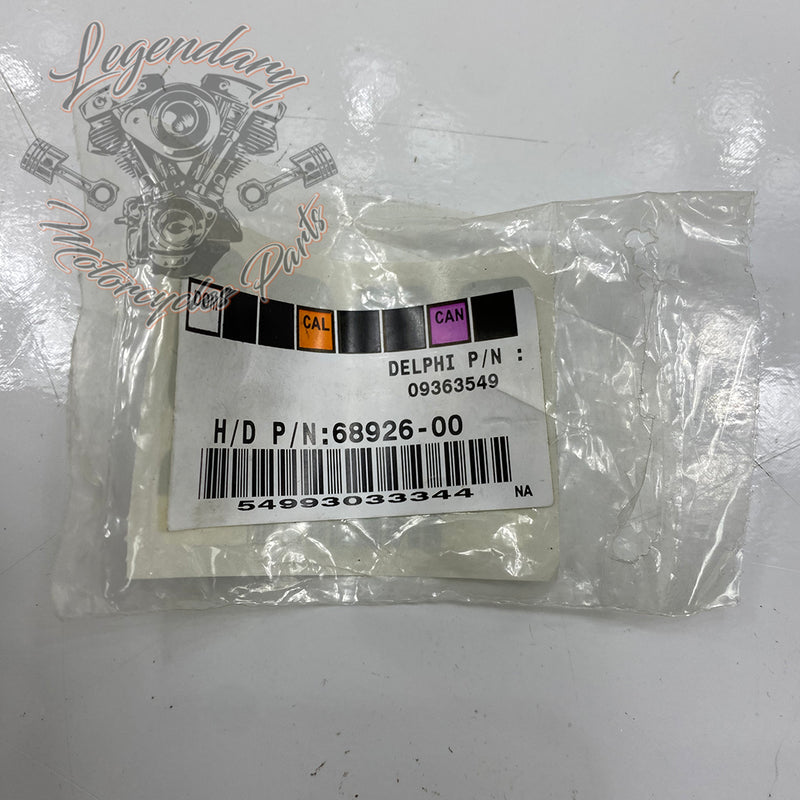 Legendary
Motorcycles Parts
Dom
CAL
CAN
DELPHI P/N :
09363549
H/D P/N:68926-00
54993033344
NA